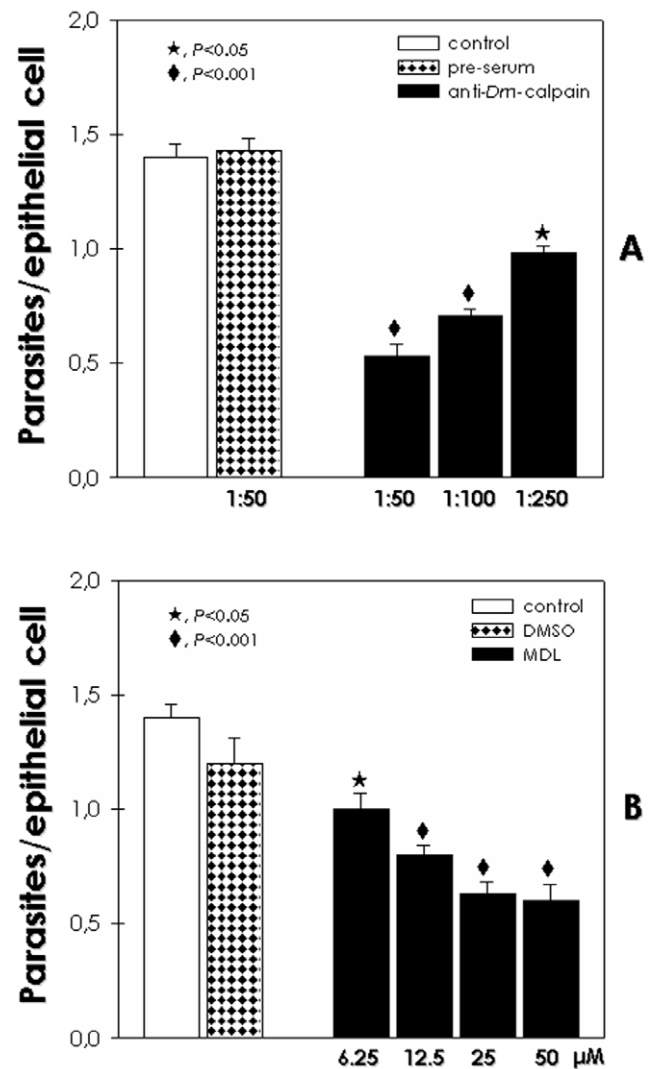 2,0
★, P<0.05
♦, P<0.001
control
pre-serum
anti-Dm-calpain
1,5
1,0
0,5
0,0
Parasites/epithelial cell
A
1:50
1:50 1:100 1:250
2,0
★, P<0.05
♦, P<0.001
control
DMSO
MDL
1,5
1,0
0,5
0,0
Parasites/epithelial cell
B
6.25 12.5 25 50 µM